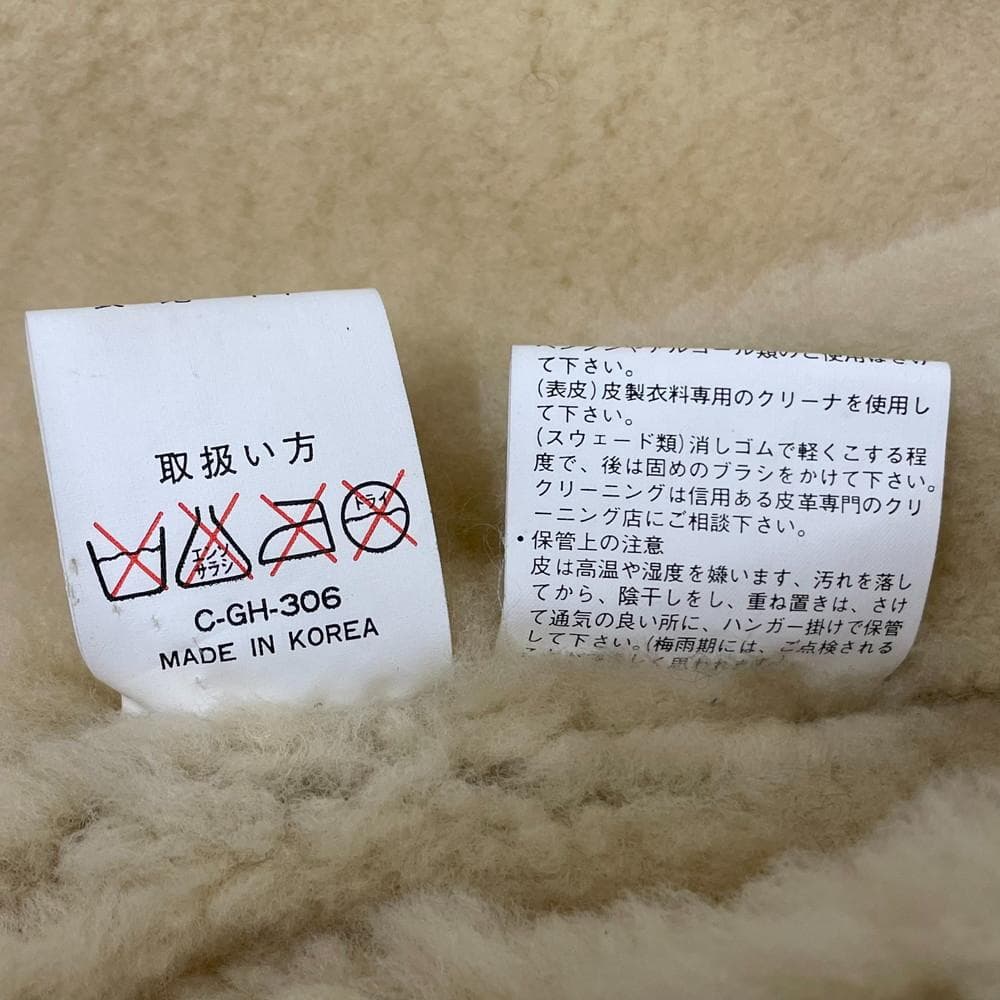 取扱い方
エンソ
サラシ
ドライ
C-GH-306
MADE IN KOREA
て下さい。
(表皮)皮製衣料専用のクリーナを使用し
て下さい。
(スウェード類)消しゴムで軽くこする程
度で、後は固めのブラシをかけて下さい。
クリーニングは信用ある皮革専門のクリ
ーニング店にご相談下さい。
・保管上の注意
皮は高温や湿度を嫌います、汚れを落し
てから、陰干しをし、重ね置きは、さけ
て通気の良い所に、ハンガー掛けで保管
して下さい。(梅雨期には、ご点検される